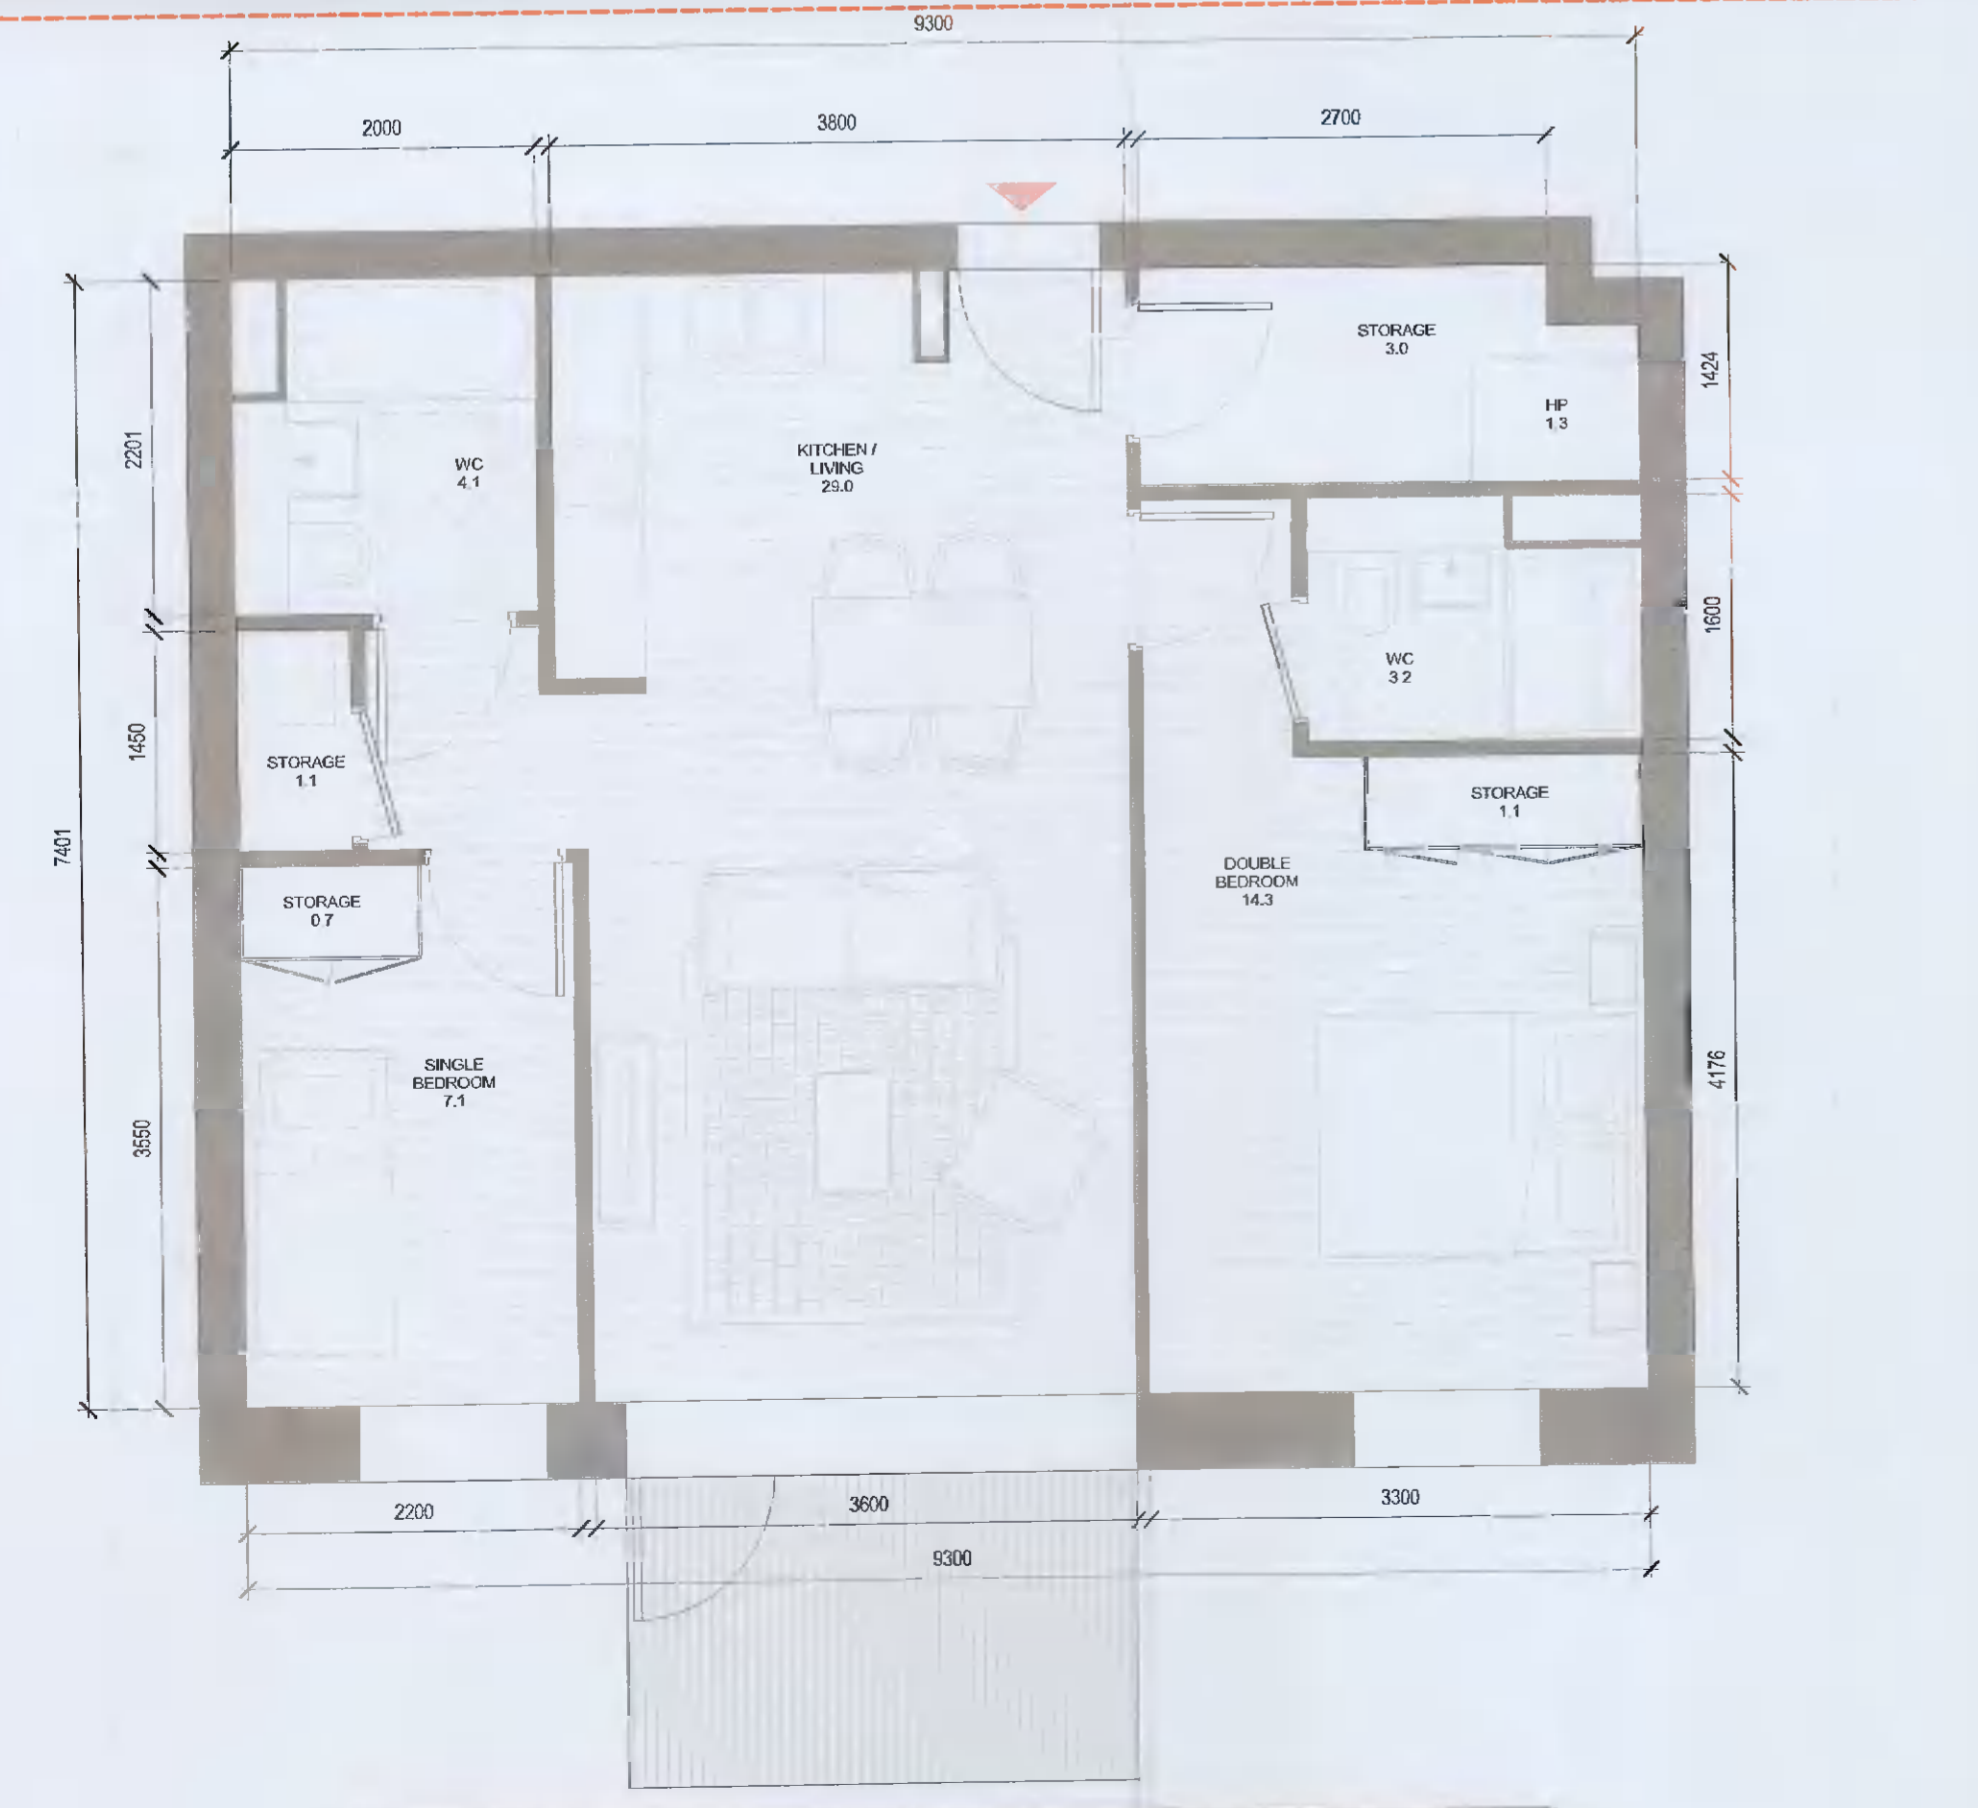 9300
2000
3800
2700
STORAGE
3.0
1424
HP
1.3
2201
WC
4.1
KITCHEN /
LIVING
29.0
1600
WC
3.2
1450
STORAGE
1.1
STORAGE
1.1
7401
DOUBLE
BEDROOM
14.3
STORAGE
0.7
SINGLE
BEDROOM
7.1
4176
3550
2200
3600
3300
9300